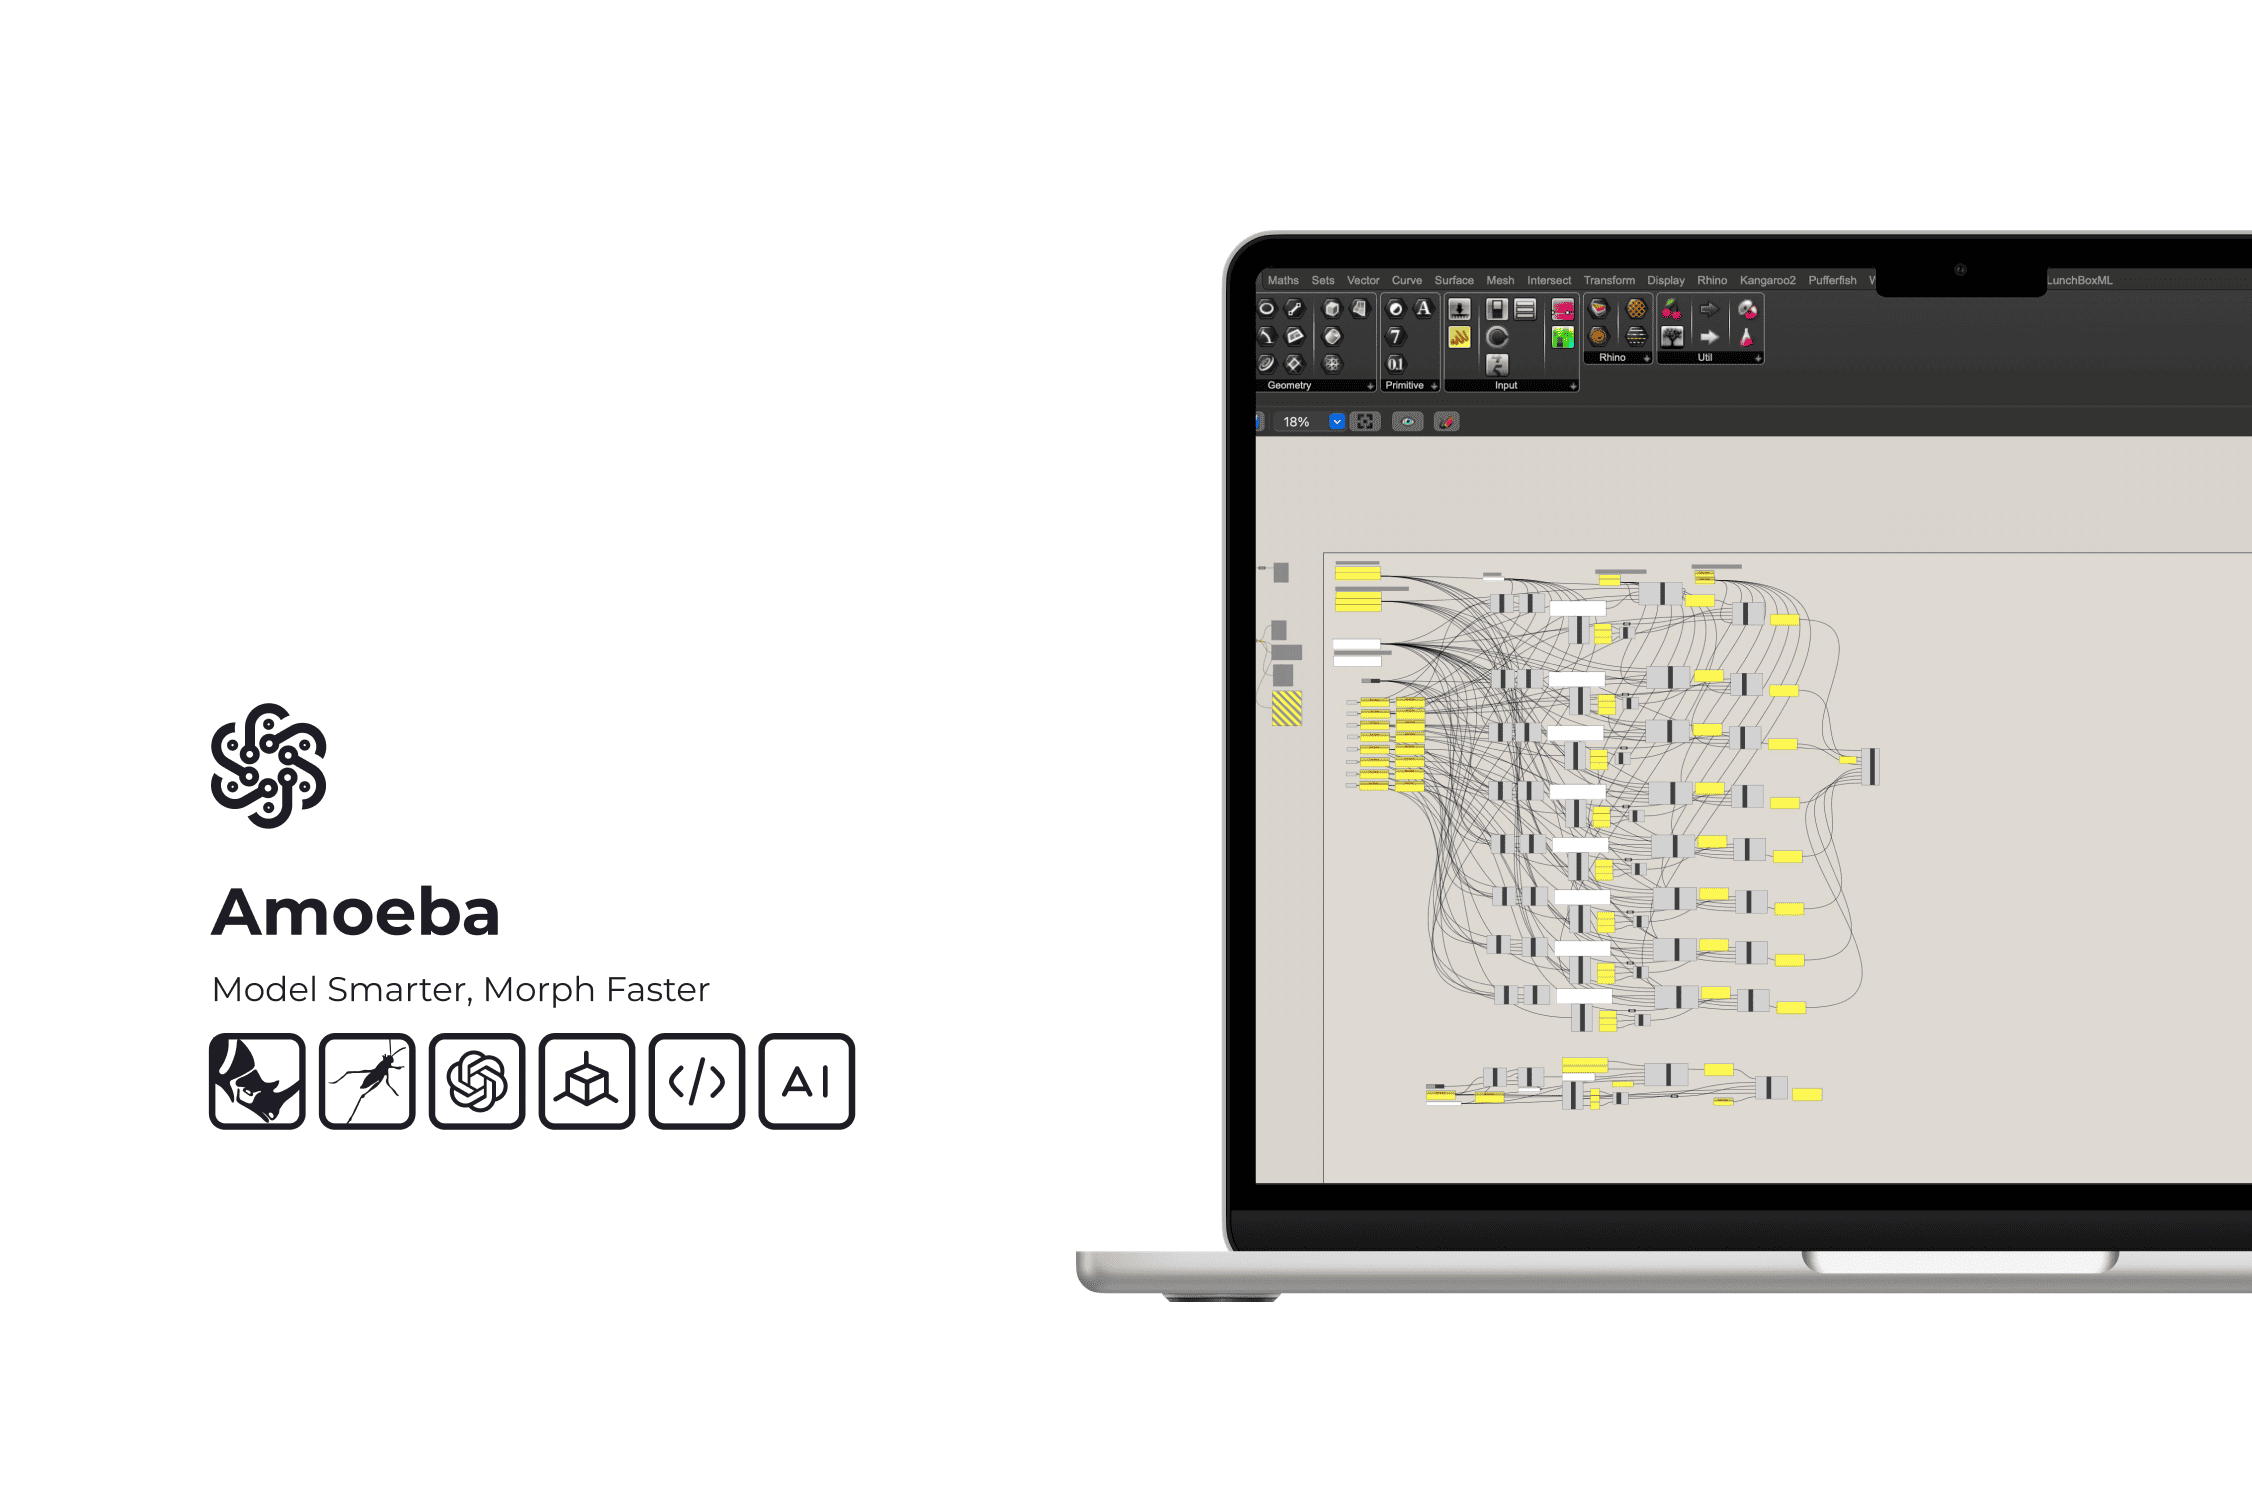 Amoeba
Model Smarter, Morph Faster
AI
Maths Sets Vector Curve Surface Mesh Intersect Transform Display Rhino Kangaroo2 Pufferfish LunchBoxML
A
7
0.1
Geometry Primitive Input Rhino Util
18%